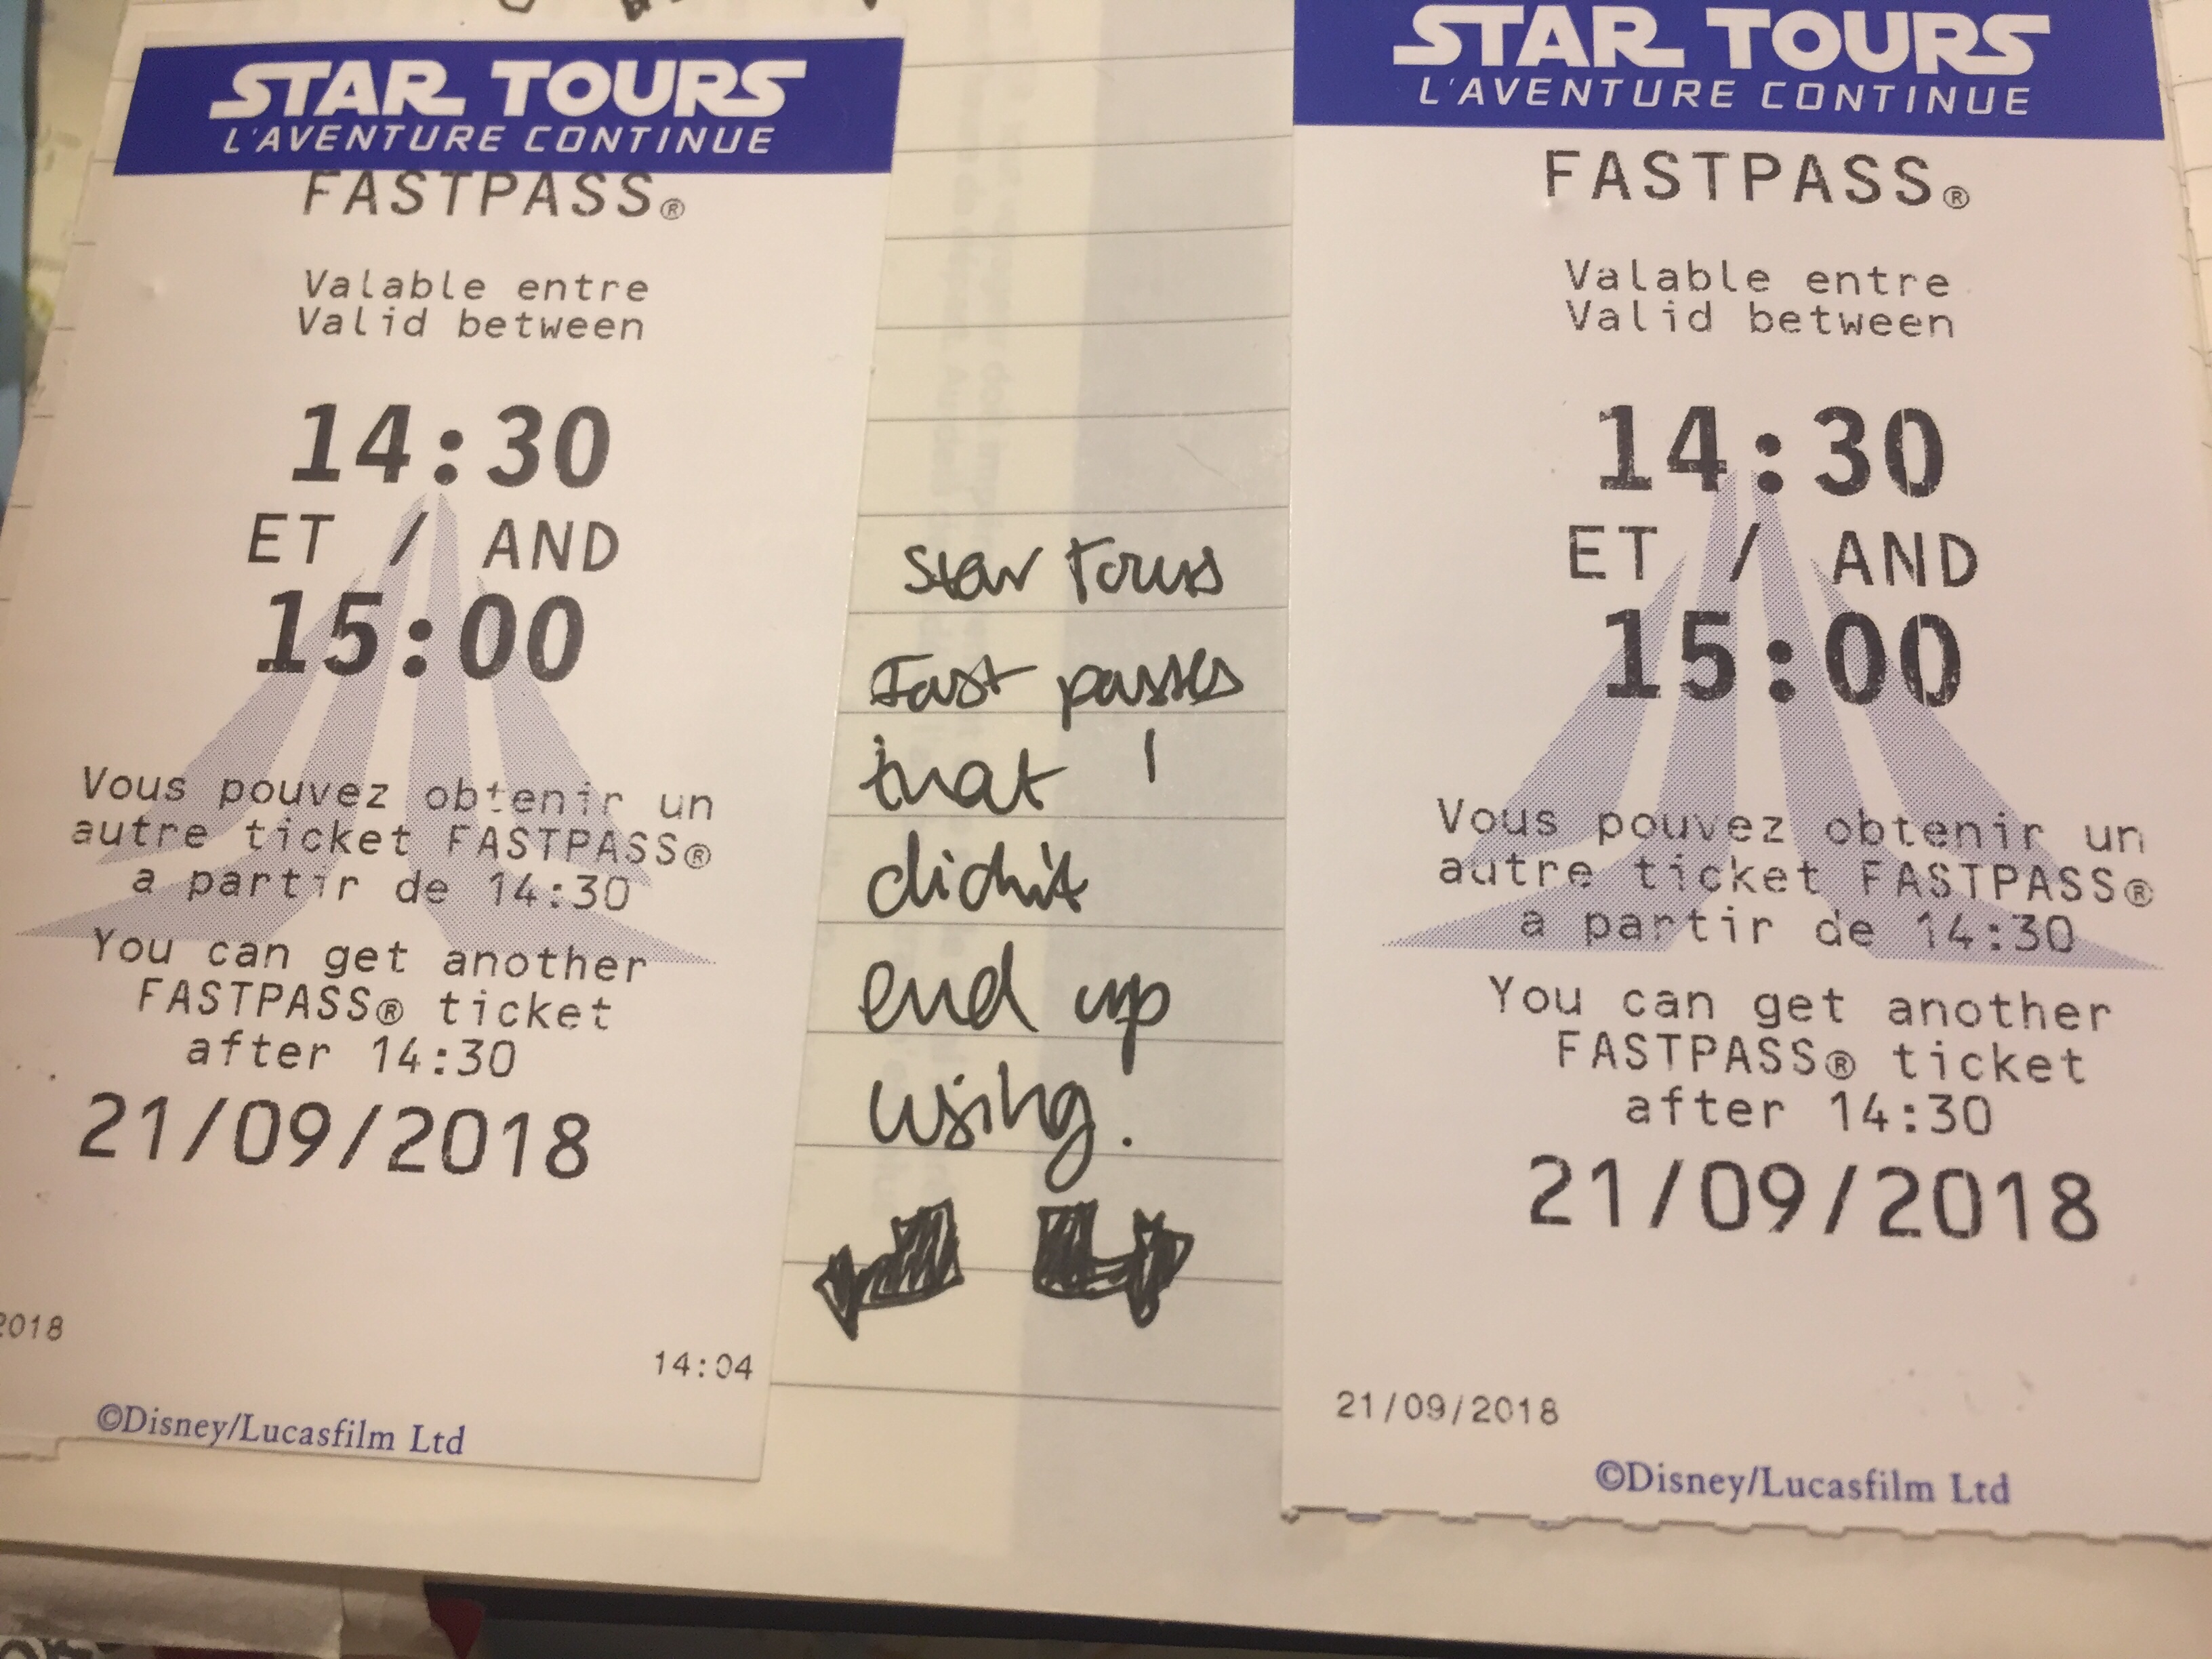 STAR TOURS
L'AVENTURE CONTINUE
FASTPASS®
Valable entre
Valid between
14:30
ET / AND
15:00
Vous pouvez obtenir un
autre ticket FASTPASS®
a partir de 14:30
You can get another
FASTPASS® ticket
after 14:30
21/09/2018
2018
14:04
©Disney/Lucasfilm Ltd
Star Tours
Fast passes
that I
didn't
end up
using.
STAR TOURS
L'AVENTURE CONTINUE
FASTPASS®
Valable entre
Valid between
14:30
ET / AND
15:00
Vous pouvez obtenir un
autre ticket FASTPASS®
a partir de 14:30
You can get another
FASTPASS® ticket
after 14:30
21/09/2018
21/09/2018
©Disney/Lucasfilm Ltd